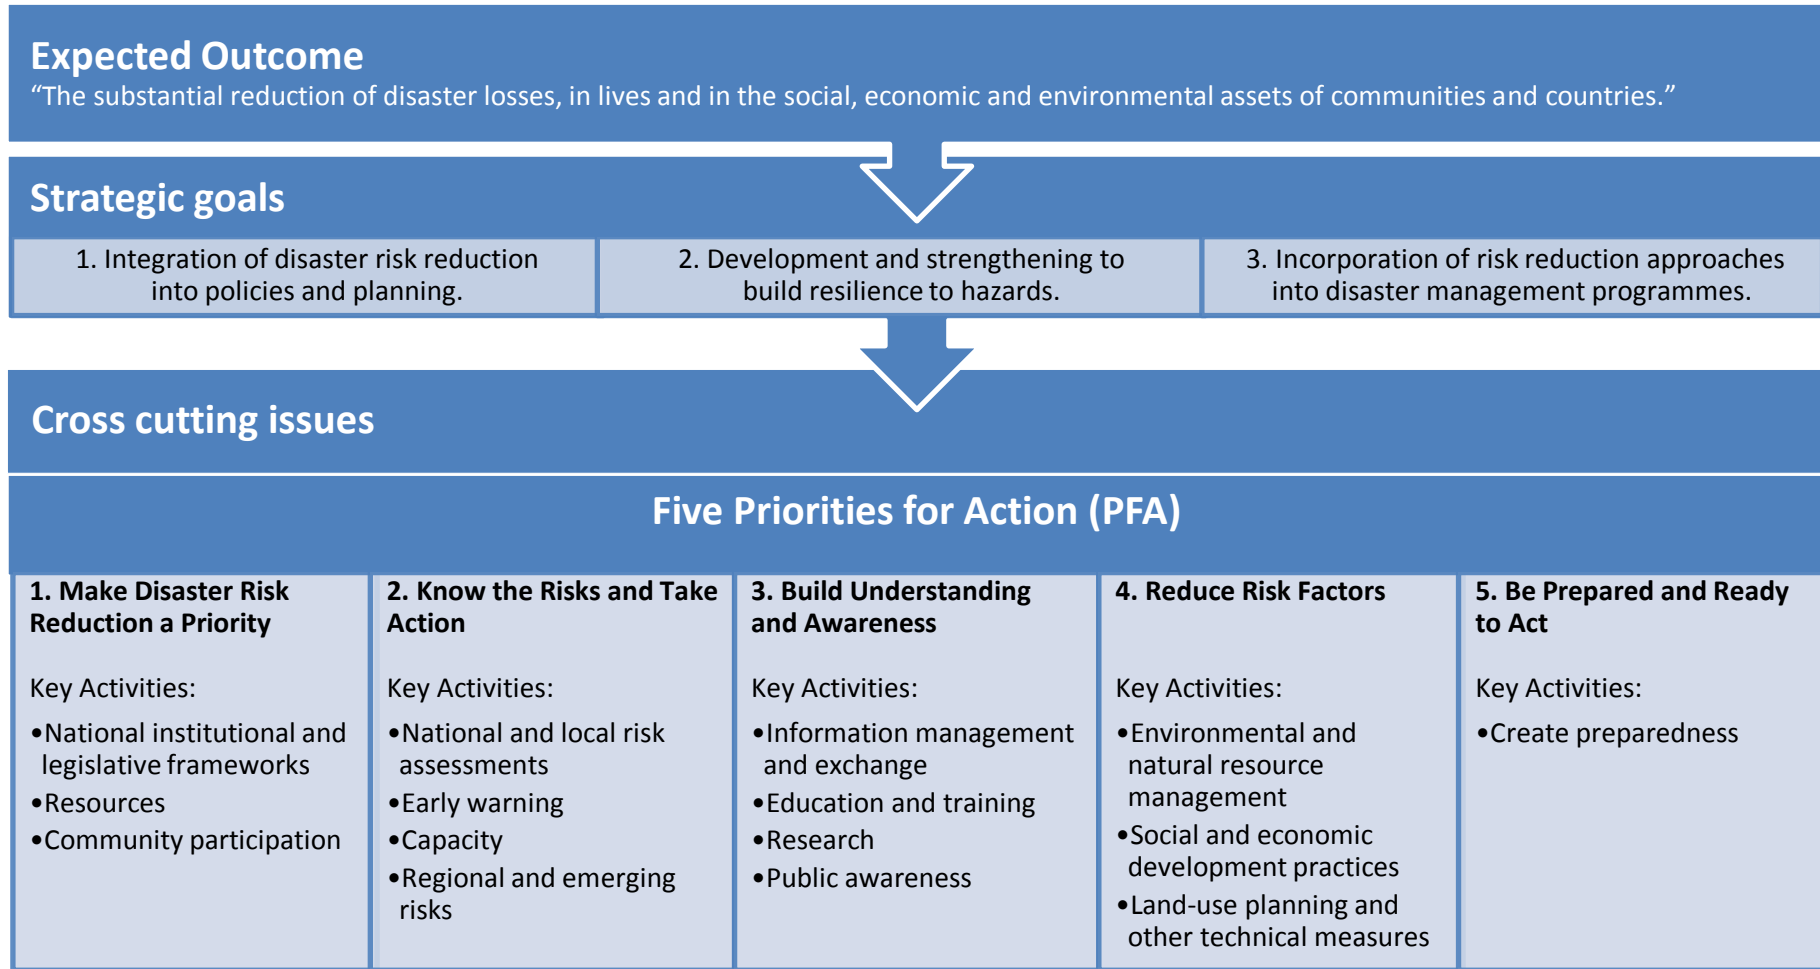 Expected Outcome
“The substantial reduction of disaster losses, in lives and in the social, economic and environmental assets of communities and countries.”
Strategic goals
1. Integration of disaster risk reduction
into policies and planning.
2. Development and strengthening to
build resilience to hazards.
3. Incorporation of risk reduction approaches
into disaster management programmes.
Cross cutting issues
Five Priorities for Action (PFA)
1. Make Disaster Risk
Reduction a Priority
Key Activities:
•National institutional and
legislative frameworks
•Resources
•Community participation
2. Know the Risks and Take
Action
Key Activities:
•National and local risk
assessments
•Early warning
•Capacity
•Regional and emerging
risks
3. Build Understanding
and Awareness
Key Activities:
•Information management
and exchange
•Education and training
•Research
•Public awareness
4. Reduce Risk Factors
Key Activities:
•Environmental and
natural resource
management
•Social and economic
development practices
•Land-use planning and
other technical measures
5. Be Prepared and Ready
to Act
Key Activities:
•Create preparedness